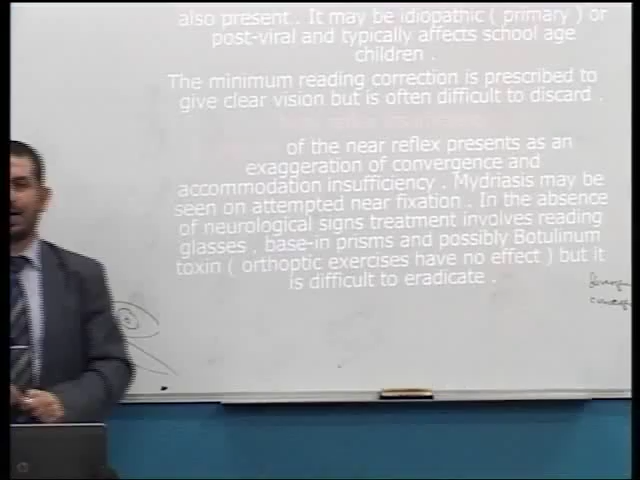 also present . It may be idiopathic ( primary ) or
post-viral and typically affects school age
children .
The minimum reading correction is prescribed to
give clear vision but is often difficult to discard .
of the near reflex presents as an
exaggeration of convergence and
accommodation insufficiency . Mydriasis may be
seen on attempted near fixation . In the absence
of neurological signs treatment involves reading
glasses , base-in prisms and possibly Botulinum
toxin ( orthoptic exercises have no effect ) but it
is difficult to eradicate .